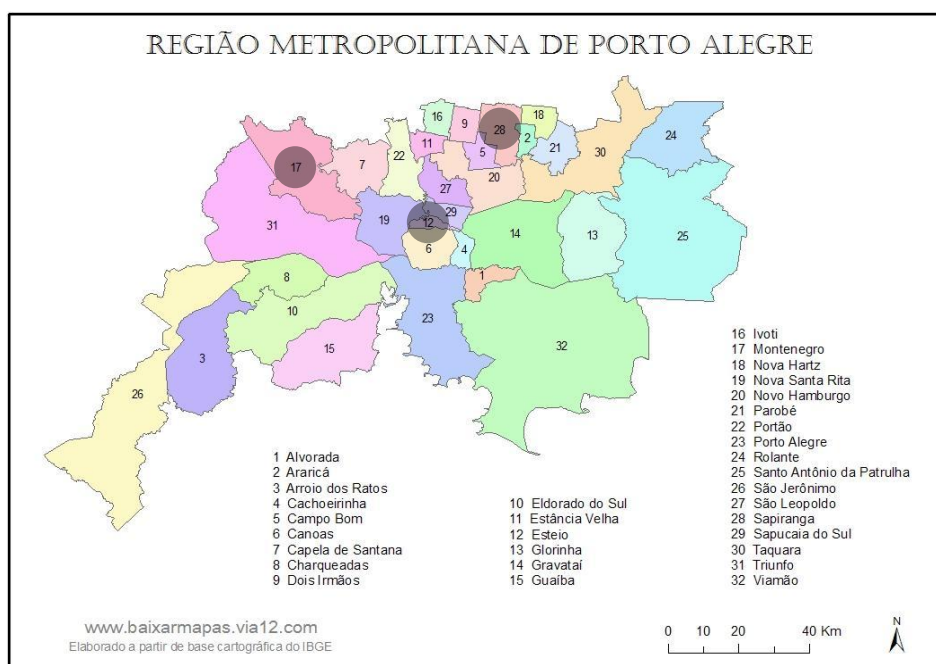 REGIÃO METROPOLITANA DE PORTO ALEGRE
16
9
28
18
2
24
11
5
21
30
17
7
22
20
27
29
19
12
31
14
13
25
6
4
8
1
10
23
15
32
3
26
1 Alvorada
2 Araricá
3 Arroio dos Ratos
4 Cachoeirinha
5 Campo Bom
6 Canoas
7 Capela de Santana
8 Charqueadas
9 Dois Irmãos
10 Eldorado do Sul
11 Estância Velha
12 Esteio
13 Glorinha
14 Gravataí
15 Guaíba
16 Ivoti
17 Montenegro
18 Nova Hartz
19 Nova Santa Rita
20 Novo Hamburgo
21 Parobé
22 Portão
23 Porto Alegre
24 Rolante
25 Santo Antônio da Patrulha
26 São Jerônimo
27 São Leopoldo
28 Sapiranga
29 Sapucaia do Sul
30 Taquara
31 Triunfo
32 Viamão
www.baixarmapas.via12.com
Elaborado a partir de base cartográfica do IBGE
0 10 20 40 Km
N